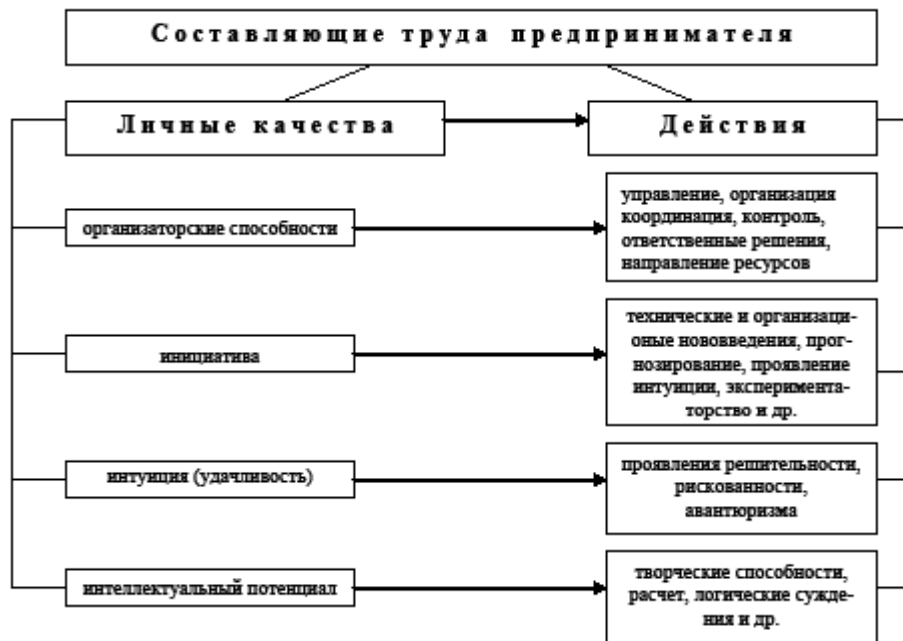 Составляющие труда предпринимателя
Личные качества
Действия
организаторские способности
управление, организация
координация, контроль,
ответственные решения,
направление ресурсов
инициатива
технические и организаци-
оные нововведения, прог-
нозирование, проявление
интуиции, эксперимента-
торство и др.
интуиция (удачливость)
проявления решительности,
рискованности,
авантюризма
интеллектуальный потенциал
творческие способности,
расчет, логические сужде-
ния и др.